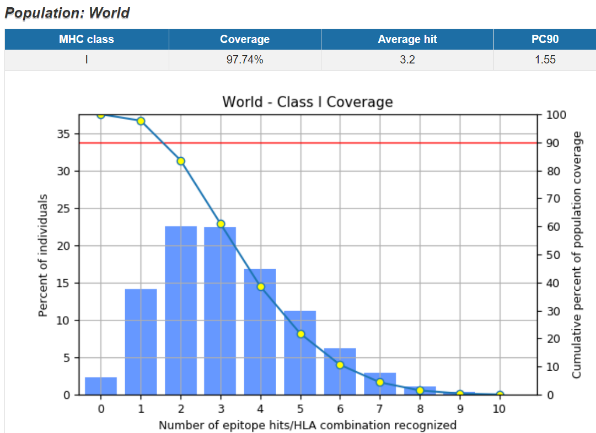 Population: World
MHC class Coverage Average hit PC90
I 97.74% 3.2 1.55
World - Class I Coverage
35
30
25
20
15
10
5
0
Percent of individuals
100
90
80
70
60
50
40
30
20
10
0
Cumulative percent of population coverage
0 1 2 3 4 5 6 7 8 9 10
Number of epitope hits/HLA combination recognized